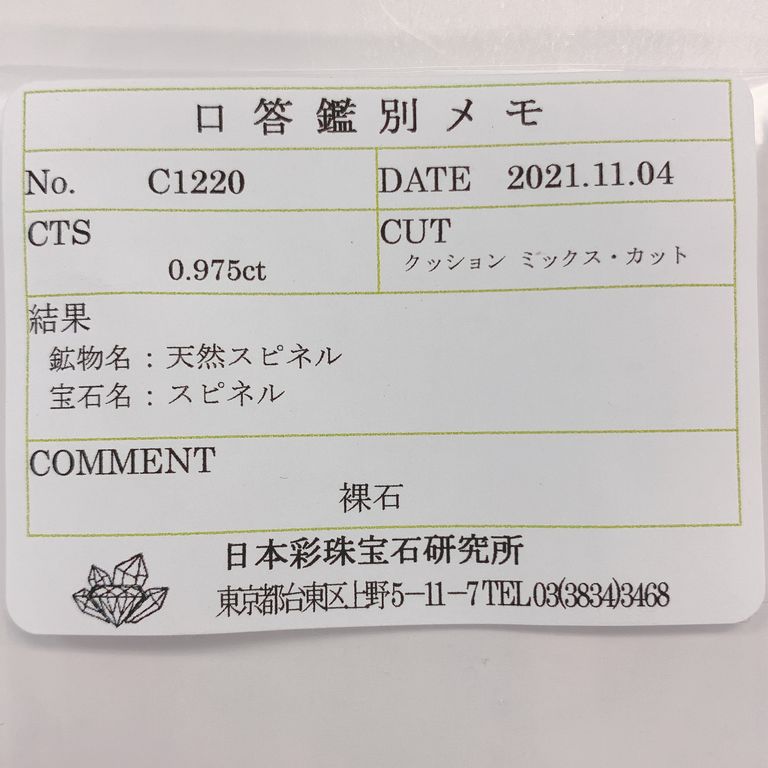 口答鑑別メモ
No. C1220 DATE 2021.11.04
CTS CUT
0.975ct クッション ミックス・カット
結果
鉱物名：天然スピネル
宝石名：スピネル
COMMENT
裸石
日本彩珠宝石研究所
東京都台東区上野5－11－7 TEL 03(3834)3468